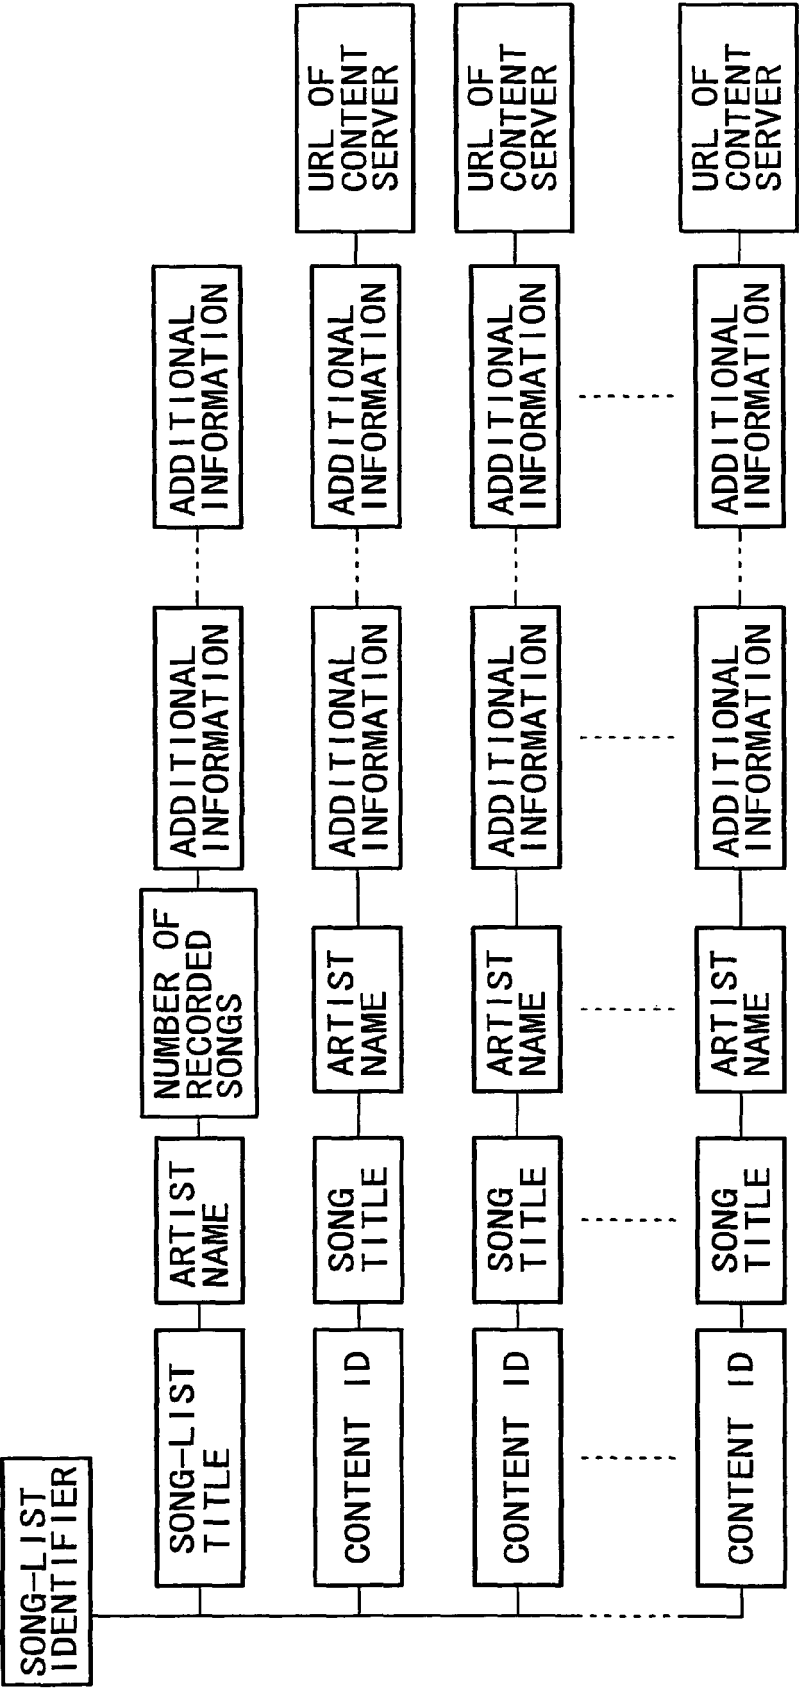 SONG-LIST
IDENTIFIER
SONG-LIST
TITLE
ARTIST
NAME
NUMBER OF
RECORDED
SONGS
ADDITIONAL
INFORMATION
ADDITIONAL
INFORMATION
CONTENT ID
SONG
TITLE
ARTIST
NAME
ADDITIONAL
INFORMATION
ADDITIONAL
INFORMATION
URL OF
CONTENT
SERVER
CONTENT ID
SONG
TITLE
ARTIST
NAME
ADDITIONAL
INFORMATION
ADDITIONAL
INFORMATION
URL OF
CONTENT
SERVER
CONTENT ID
SONG
TITLE
ARTIST
NAME
ADDITIONAL
INFORMATION
ADDITIONAL
INFORMATION
URL OF
CONTENT
SERVER